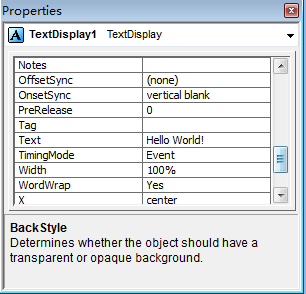 Properties
TextDisplay1 TextDisplay
Notes
OffsetSync (none)
OnsetSync vertical blank
PreRelease 0
Tag
Text Hello World!
TimingMode Event
Width 100%
WordWrap Yes
X center
BackStyle
Determines whether the object should have a
transparent or opaque background.